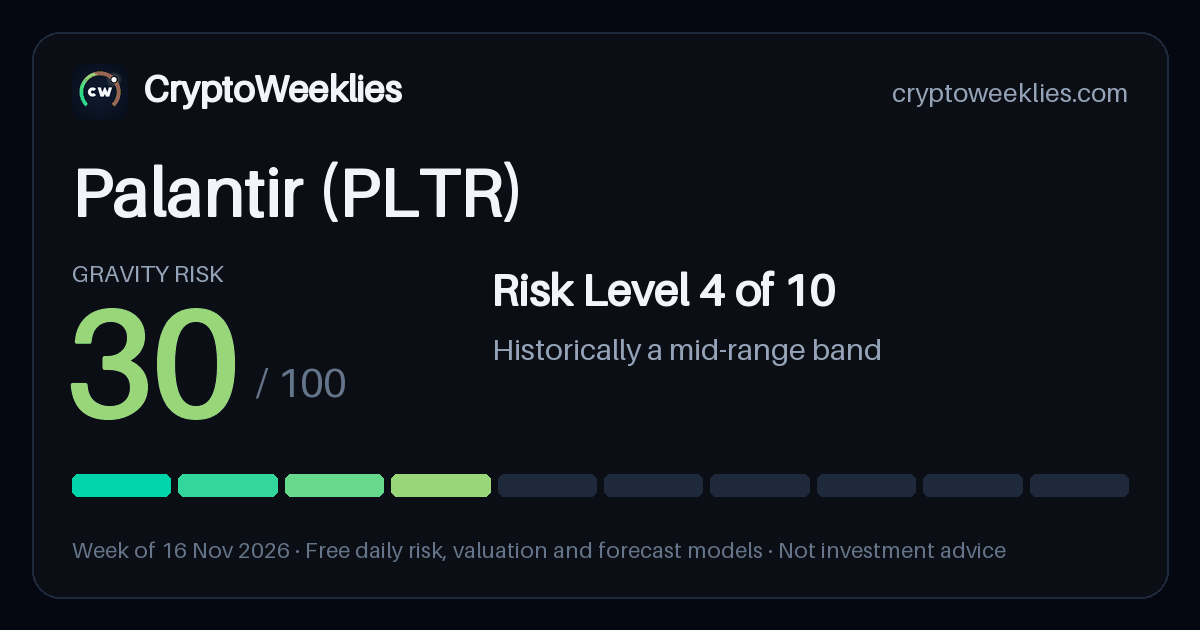 CW
CryptoWeeklies
cryptoweeklies.com
Palantir (PLTR)
GRAVITY RISK
30 / 100
Risk Level 4 of 10
Historically a mid-range band
Week of 16 Nov 2026 · Free daily risk, valuation and forecast models · Not investment advice